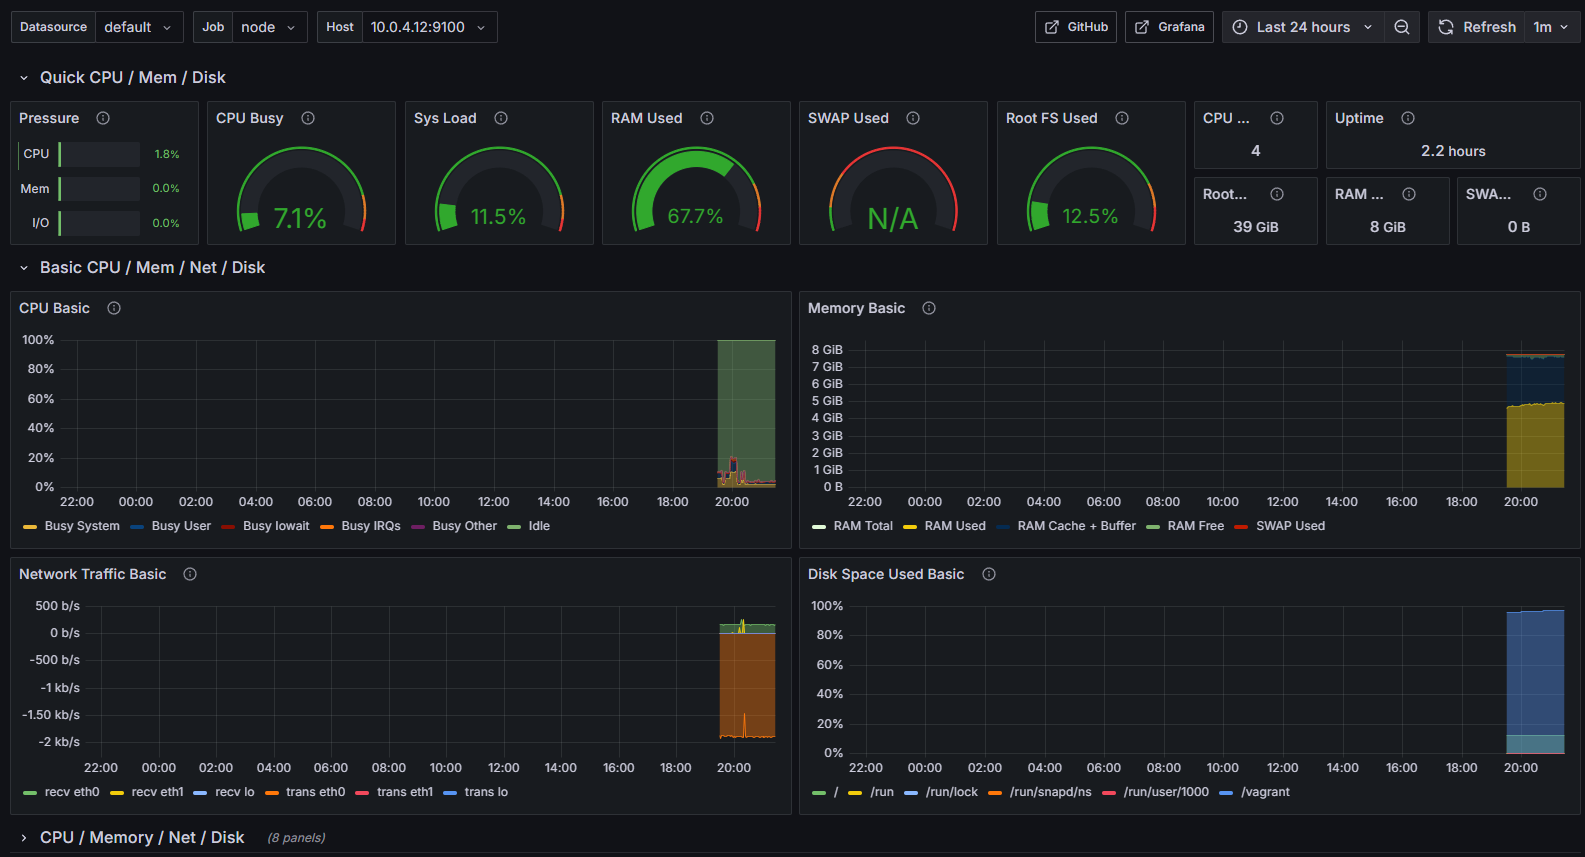 Datasource default Job node Host 10.0.4.12:9100 GitHub Grafana Last 24 hours Refresh 1m
Quick CPU / Mem / Disk
Pressure CPU Busy Sys Load RAM Used SWAP Used Root FS Used CPU ... Uptime
CPU 1.8%
Mem 0.0%
I/O 0.0%
7.1%
11.5%
67.7%
N/A
12.5%
4
2.2 hours
Root... RAM ... SWA...
39 GiB 8 GiB 0 B
Basic CPU / Mem / Net / Disk
CPU Basic
100%
80%
60%
40%
20%
0%
22:00 00:00 02:00 04:00 06:00 08:00 10:00 12:00 14:00 16:00 18:00 20:00
Busy System Busy User Busy Iowait Busy IRQs Busy Other Idle
Memory Basic
8 GiB
7 GiB
6 GiB
5 GiB
4 GiB
3 GiB
2 GiB
1 GiB
0 B
22:00 00:00 02:00 04:00 06:00 08:00 10:00 12:00 14:00 16:00 18:00 20:00
RAM Total RAM Used RAM Cache + Buffer RAM Free SWAP Used
Network Traffic Basic
500 b/s
0 b/s
-500 b/s
-1 kb/s
-1.50 kb/s
-2 kb/s
22:00 00:00 02:00 04:00 06:00 08:00 10:00 12:00 14:00 16:00 18:00 20:00
recv eth0 recv eth1 recv lo trans eth0 trans eth1 trans lo
Disk Space Used Basic
100%
80%
60%
40%
20%
0%
22:00 00:00 02:00 04:00 06:00 08:00 10:00 12:00 14:00 16:00 18:00 20:00
/ /run /run/lock /run/snapd/ns /run/user/1000 /vagrant
CPU / Memory / Net / Disk (8 panels)